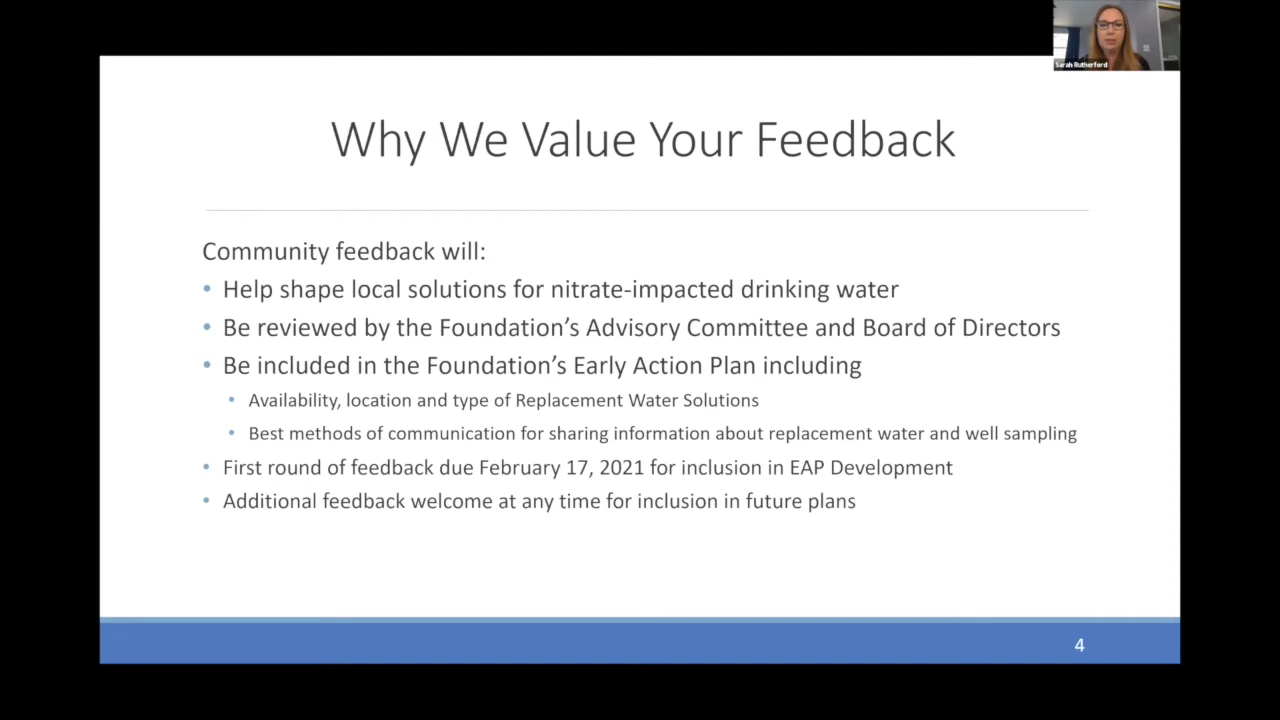 Sarah Rutherford
Why We Value Your Feedback
Community feedback will:
• Help shape local solutions for nitrate-impacted drinking water
• Be reviewed by the Foundation's Advisory Committee and Board of Directors
• Be included in the Foundation's Early Action Plan including
• Availability, location and type of Replacement Water Solutions
• Best methods of communication for sharing information about replacement water and well sampling
• First round of feedback due February 17, 2021 for inclusion in EAP Development
• Additional feedback welcome at any time for inclusion in future plans
4